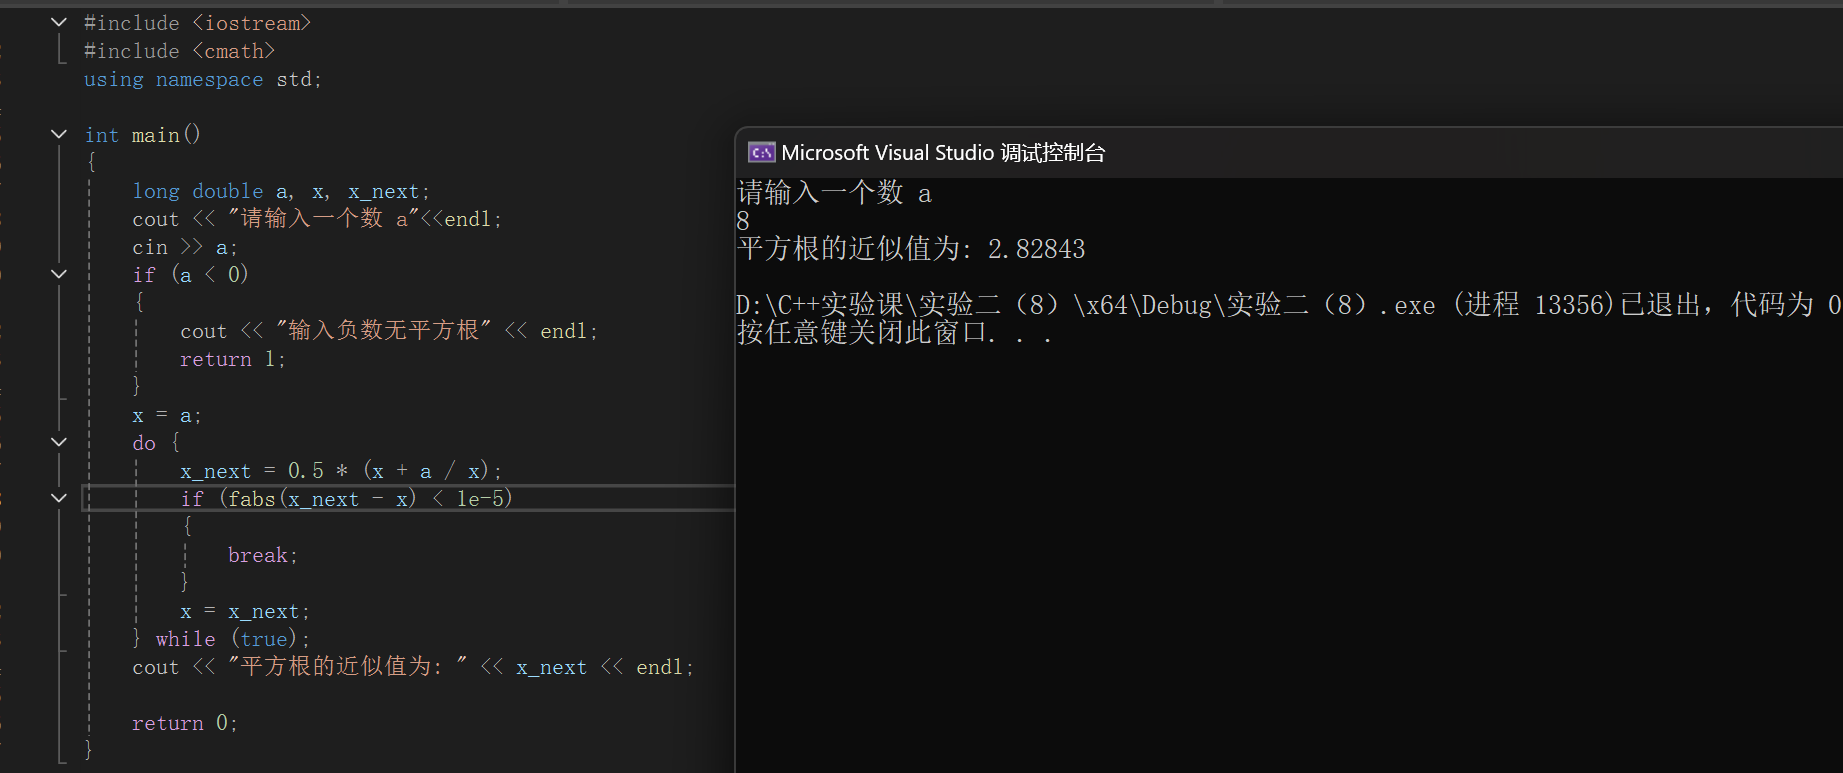 #include <iostream>
#include <cmath>
using namespace std;
int main()
{
long double a, x, x_next;
cout << "请输入一个数 a"<<endl;
cin >> a;
if (a < 0)
{
cout << "输入负数无平方根" << endl;
return 1;
}
x = a;
do {
x_next = 0.5 * (x + a / x);
if (fabs(x_next - x) < 1e-5)
{
break;
}
x = x_next;
} while (true);
cout << "平方根的近似值为: " << x_next << endl;
return 0;
}
Microsoft Visual Studio 调试控制台
请输入一个数 a
8
平方根的近似值为: 2.82843
D:\C++实验课\实验二（8）\x64\Debug\实验二（8）.exe (进程 13356)已退出，代码为 0
按任意键关闭此窗口. . .